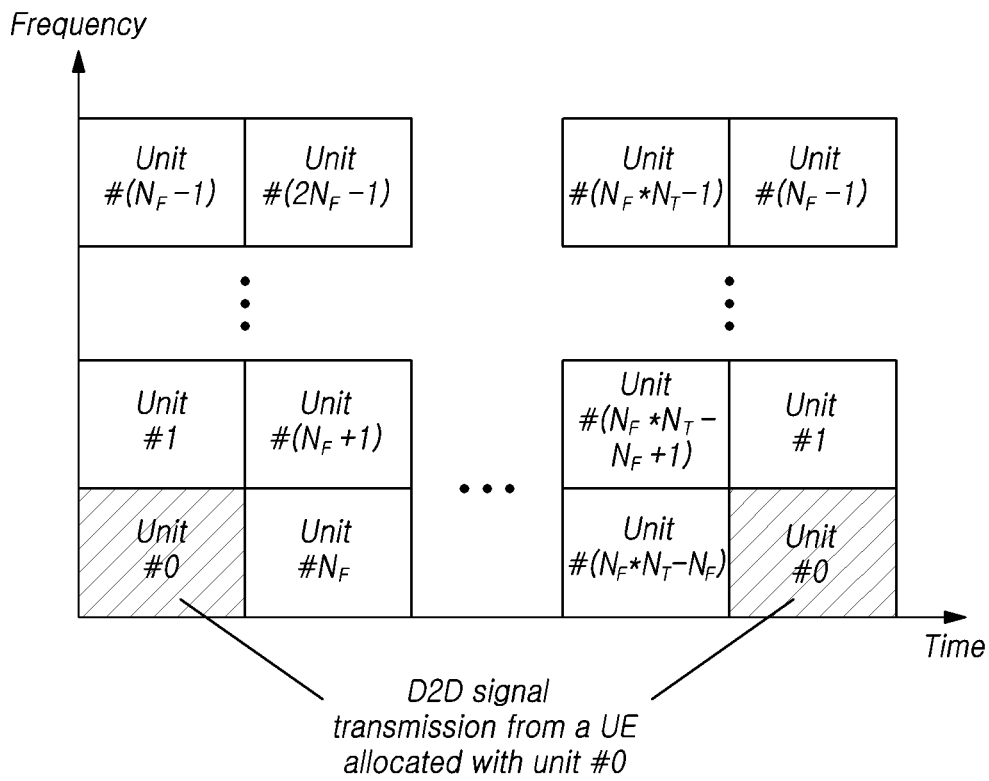 Frequency
Unit
#(N_F -1)
Unit
#(2N_F -1)
Unit
#(N_F *N_T-1)
Unit
#(N_F -1)
Unit
#1
Unit
#(N_F +1)
Unit
#(N_F *N_T -
N_F +1)
Unit
#1
Unit
#0
Unit
#N_F
Unit
#(N_F*N_T-N_F)
Unit
#0
Time
D2D signal
transmission from a UE
allocated with unit #0